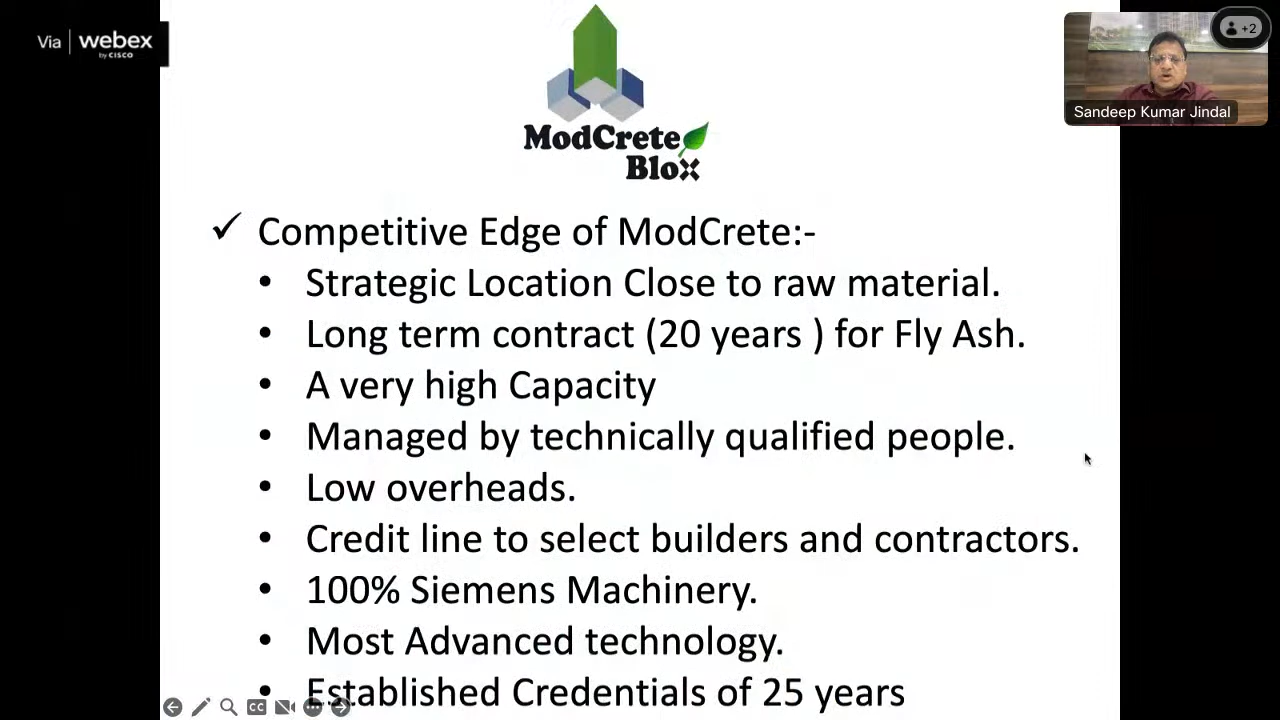 Via webex
by CISCO
+2
Sandeep Kumar Jindal
ModCrete
Blox
✓ Competitive Edge of ModCrete:-
• Strategic Location Close to raw material.
• Long term contract (20 years ) for Fly Ash.
• A very high Capacity
• Managed by technically qualified people.
• Low overheads.
• Credit line to select builders and contractors.
• 100% Siemens Machinery.
• Most Advanced technology.
• Established Credentials of 25 years
CC